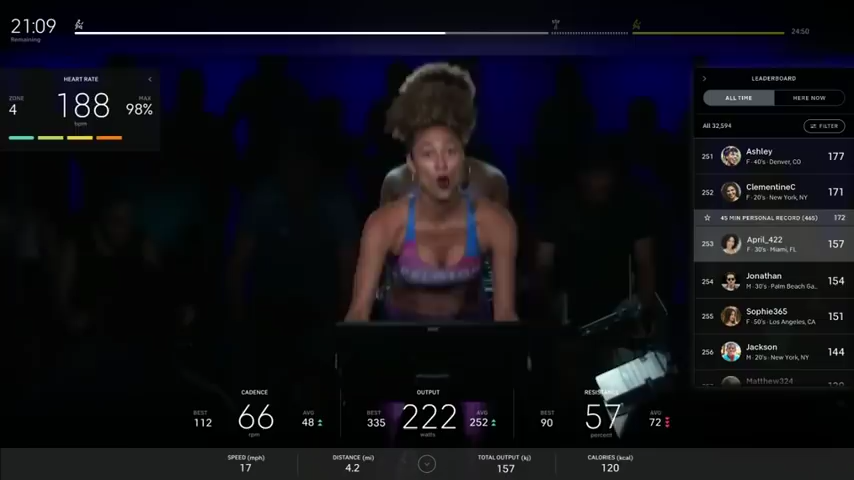 21:09
Remaining
24:50
HEART RATE
ZONE
4
188
bpm
MAX
98%
LEADERBOARD
ALL TIME
HERE NOW
All 32,594
FILTER
251 Ashley 177
F · 40's · Denver, CO
252 ClementineC 171
F · 20's · New York, NY
45 MIN PERSONAL RECORD (465) 172
253 April_422 157
F · 30's · Miami, FL
254 Jonathan 154
M · 30's · Palm Beach Ga..
255 Sophie365 151
F · 50's · Los Angeles, CA
256 Jackson 144
M · 20's · New York, NY
Matthew324
CADENCE
BEST
112
66
rpm
AVG
48
OUTPUT
BEST
335
222
watts
AVG
252
RESISTANCE
BEST
90
57
percent
AVG
72
SPEED (mph)
17
DISTANCE (mi)
4.2
TOTAL OUTPUT (kj)
157
CALORIES (kcal)
120